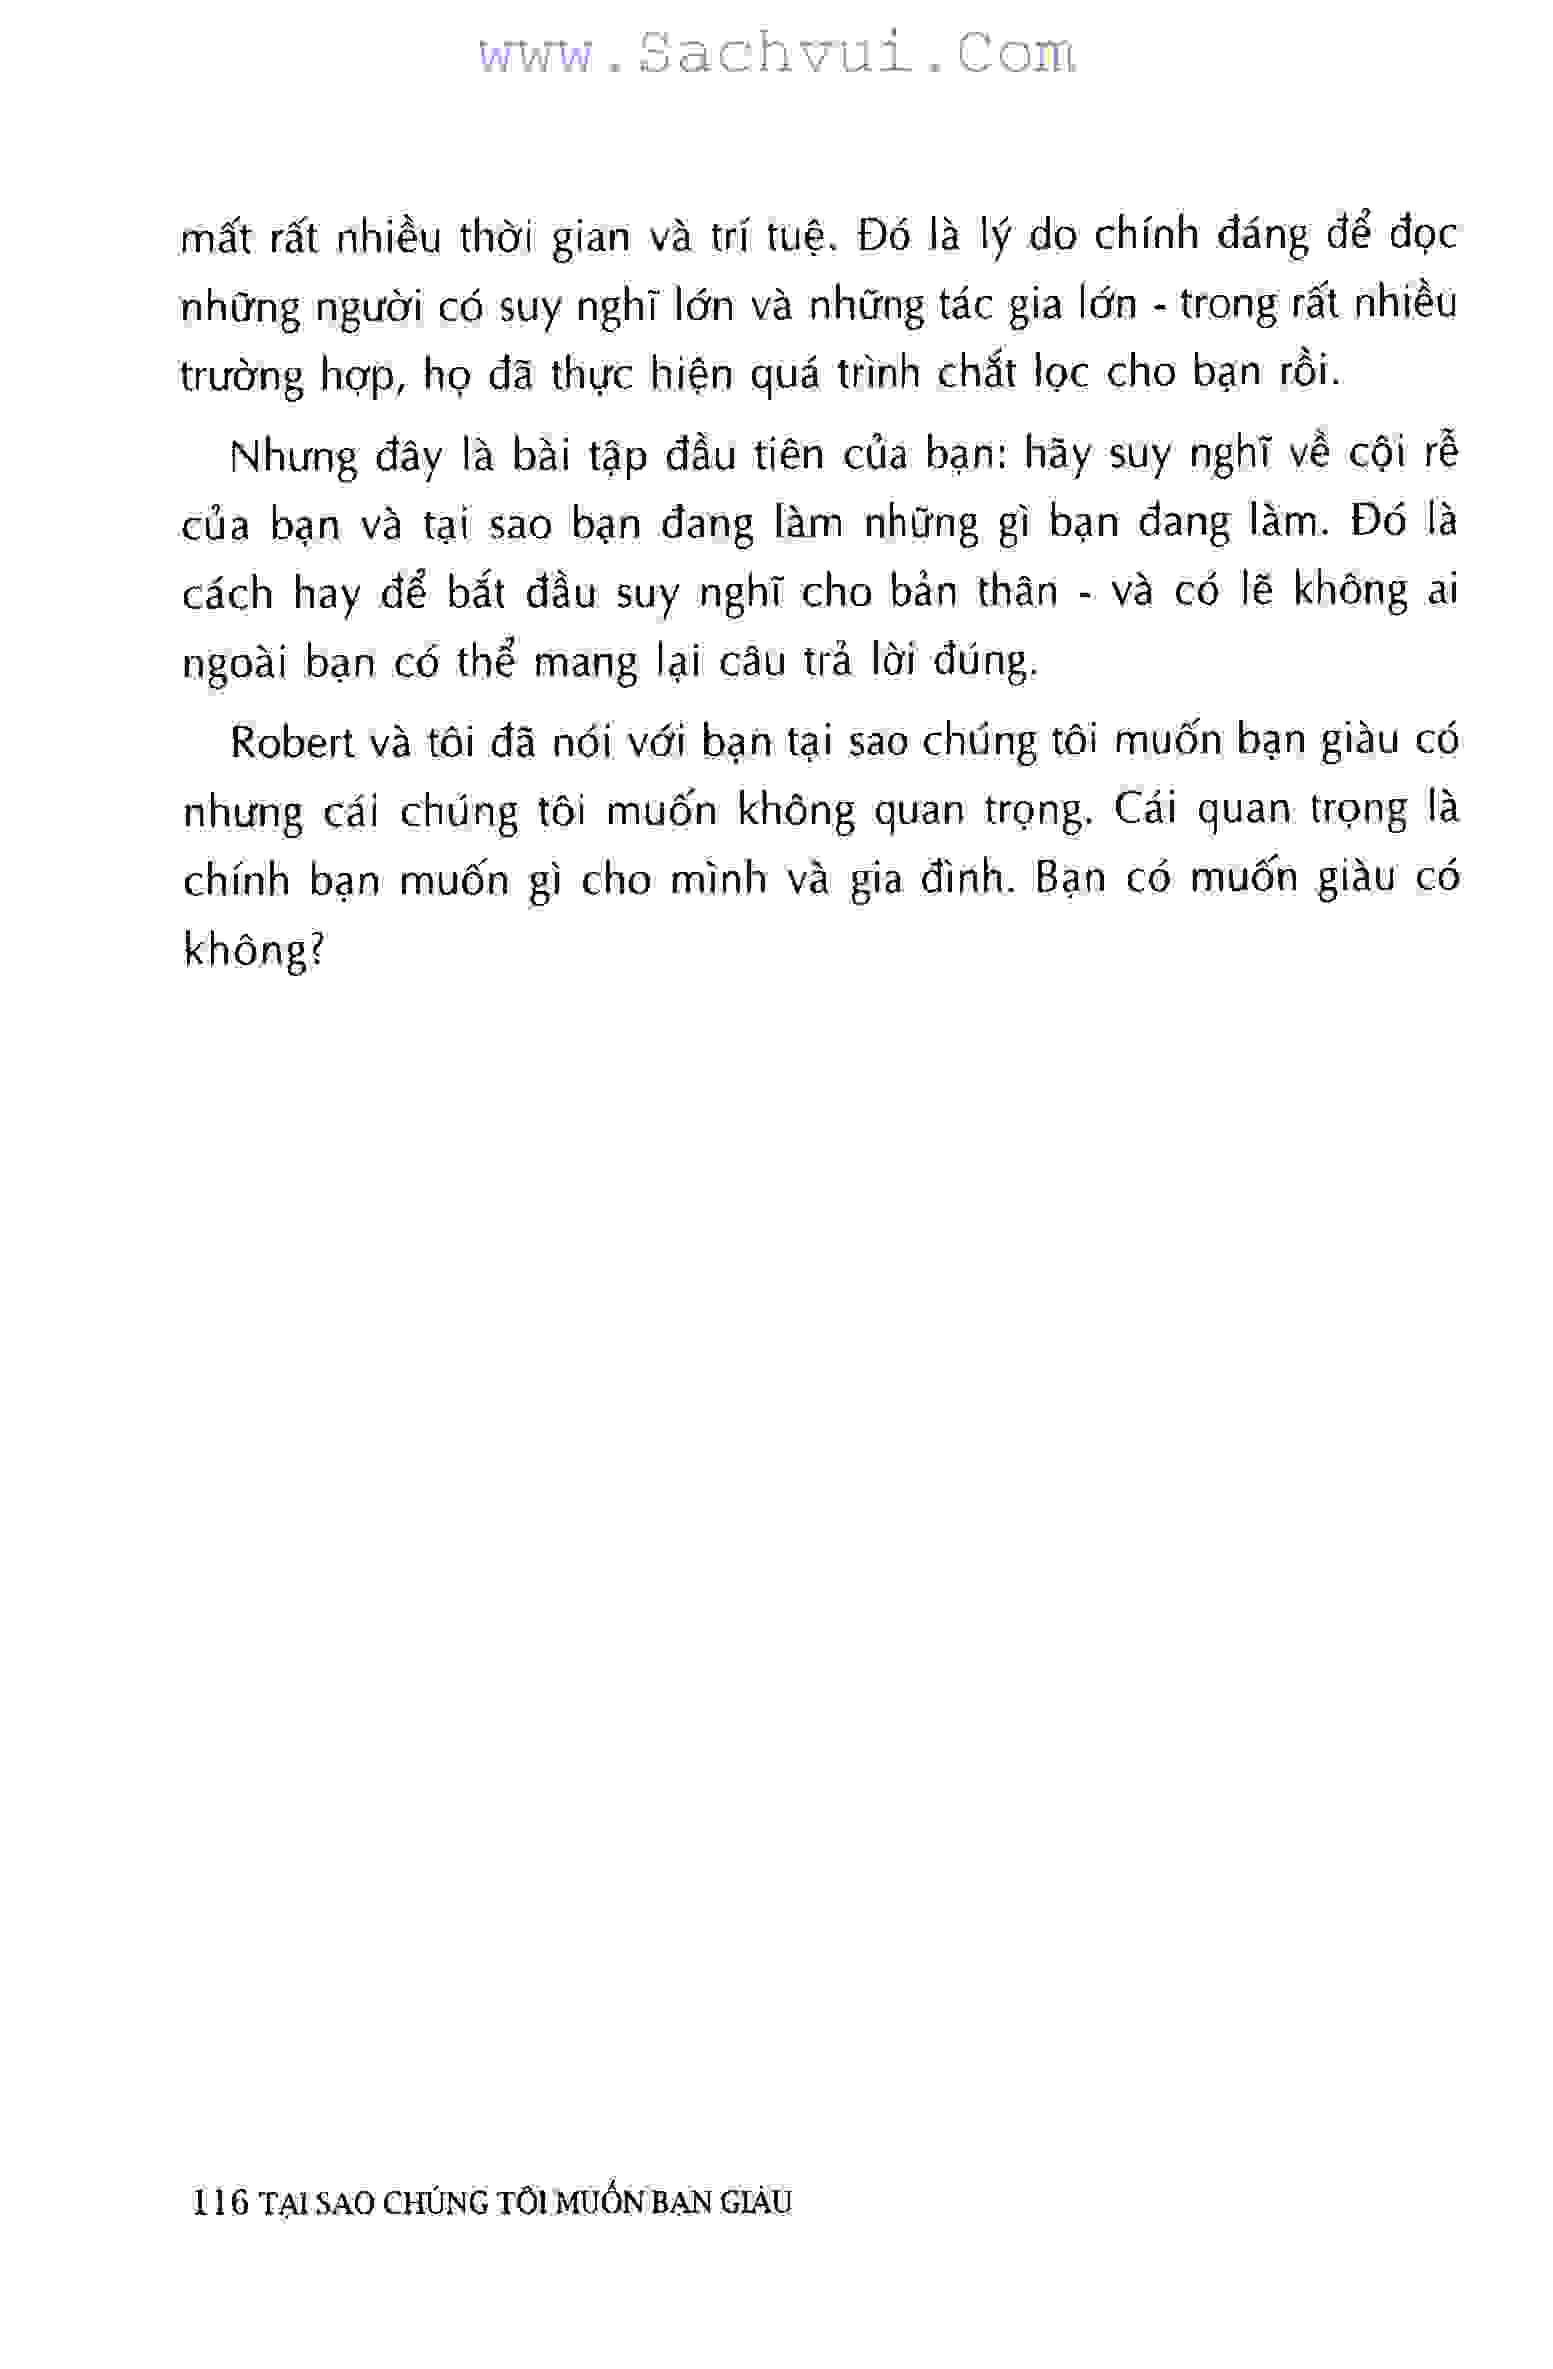 www.Sachvui.Com
mất rất nhiều thời gian và trí tuệ. Đó là lý do chính đáng để đọc
những người có suy nghĩ lớn và những tác gia lớn - trong rất nhiều
trường hợp, họ đã thực hiện quá trình chắt lọc cho bạn rồi.
Nhưng đây là bài tập đầu tiên của bạn: hãy suy nghĩ về cội rễ
của bạn và tại sao bạn đang làm những gì bạn đang làm. Đó là
cách hay để bắt đầu suy nghĩ cho bản thân - và có lẽ không ai
ngoài bạn có thể mang lại câu trả lời đúng.
Robert và tôi đã nói với bạn tại sao chúng tôi muốn bạn giàu có
nhưng cái chúng tôi muốn không quan trọng. Cái quan trọng là
chính bạn muốn gì cho mình và gia đình. Bạn có muốn giàu có
không?
116 TẠI SAO CHÚNG TÔI MUỐN BẠN GIÀU